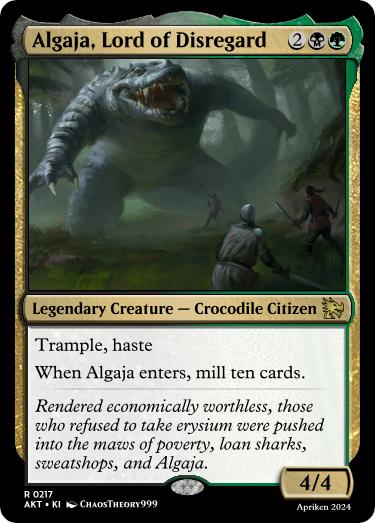 Algaja, Lord of Disregard 2
Legendary Creature — Crocodile Citizen
Trample, haste
When Algaja enters, mill ten cards.
Rendered economically worthless, those
who refused to take erysium were pushed
into the maws of poverty, loan sharks,
sweatshops, and Algaja.
4/4
R 0217
AKT • KI ChaosTheory999
Apriken 2024